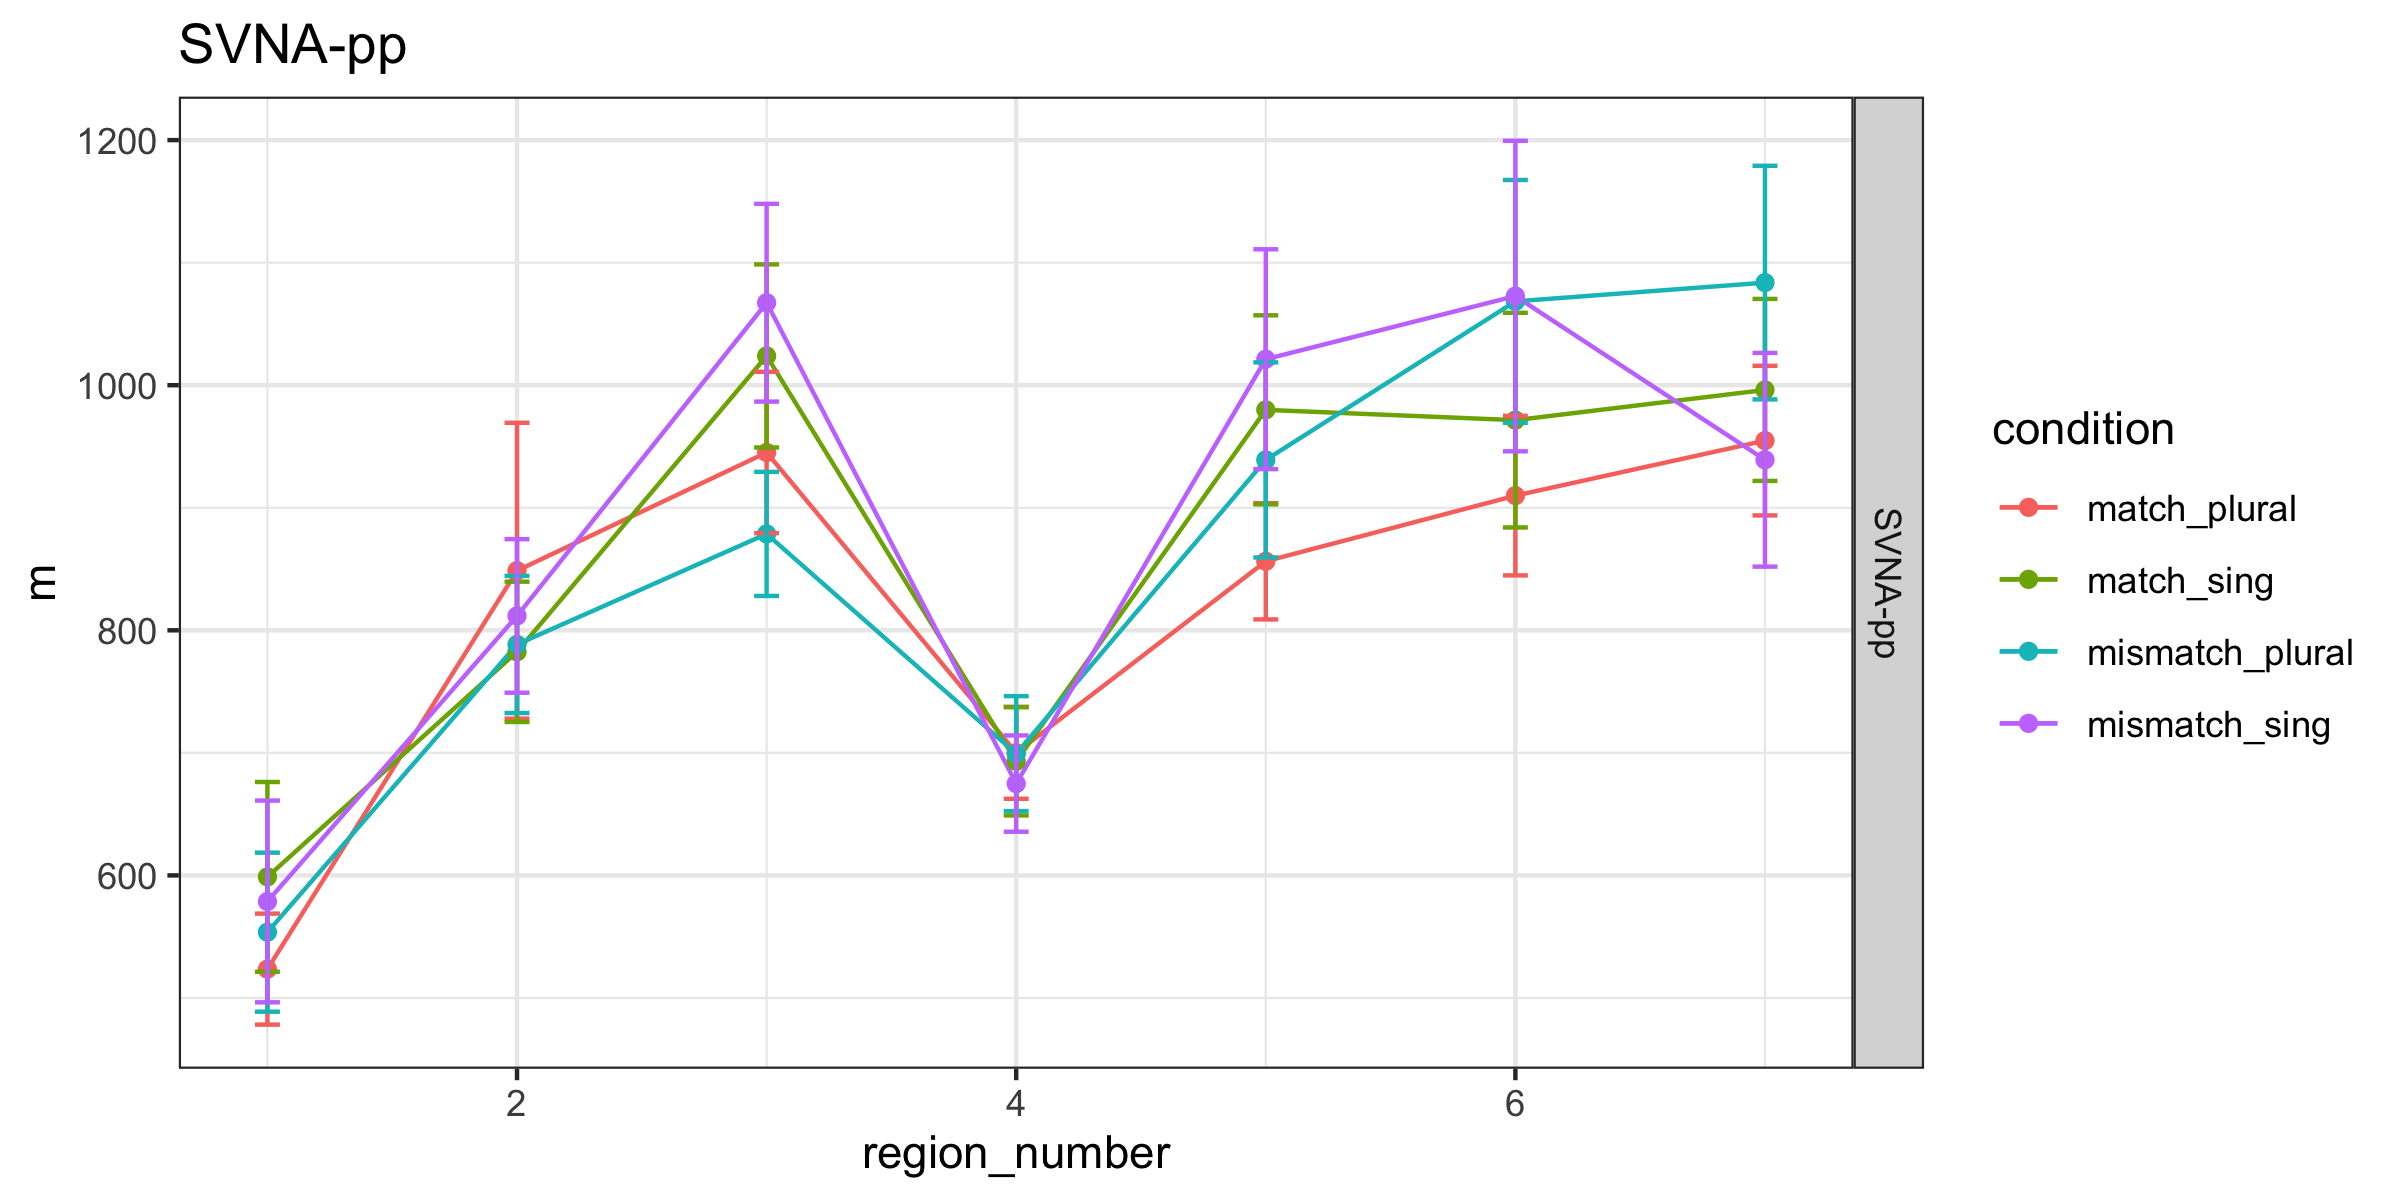 SVNA-pp
1200
1000
800
600
m
2
4
6
region_number
SVNA-pp
condition
match_plural
match_sing
mismatch_plural
mismatch_sing